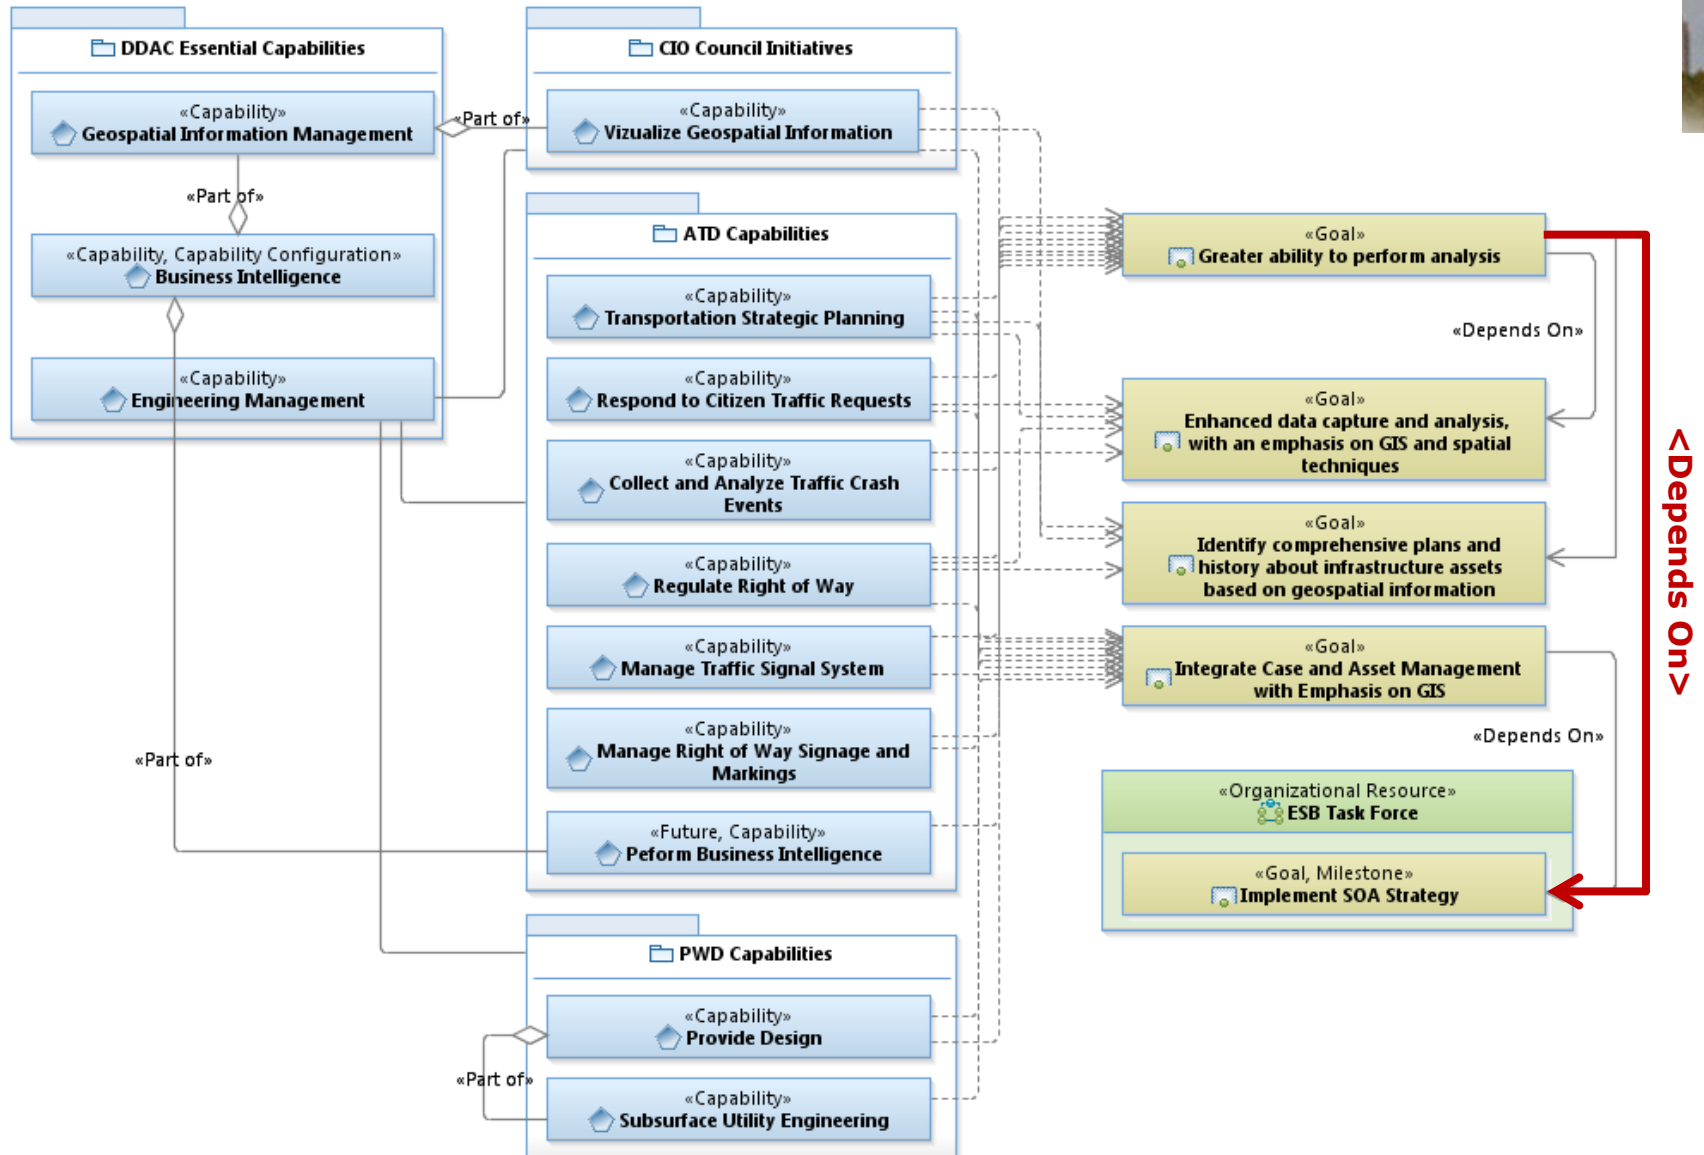 DDAC Essential Capabilities
«Capability»
Geospatial Information Management
«Part of»
«Capability, Capability Configuration»
Business Intelligence
«Capability»
Engineering Management
«Part of»
«Part of»
CIO Council Initiatives
«Capability»
Vizualize Geospatial Information
ATD Capabilities
«Capability»
Transportation Strategic Planning
«Capability»
Respond to Citizen Traffic Requests
«Capability»
Collect and Analyze Traffic Crash
Events
«Capability»
Regulate Right of Way
«Capability»
Manage Traffic Signal System
«Capability»
Manage Right of Way Signage and
Markings
«Future, Capability»
Peform Business Intelligence
PWD Capabilities
«Capability»
Provide Design
«Part of»
«Capability»
Subsurface Utility Engineering
«Goal»
Greater ability to perform analysis
«Depends On»
«Goal»
Enhanced data capture and analysis,
with an emphasis on GIS and spatial
techniques
«Goal»
Identify comprehensive plans and
history about infrastructure assets
based on geospatial information
«Goal»
Integrate Case and Asset Management
with Emphasis on GIS
«Depends On»
«Organizational Resource»
ESB Task Force
«Goal, Milestone»
Implement SOA Strategy
<Depends On>